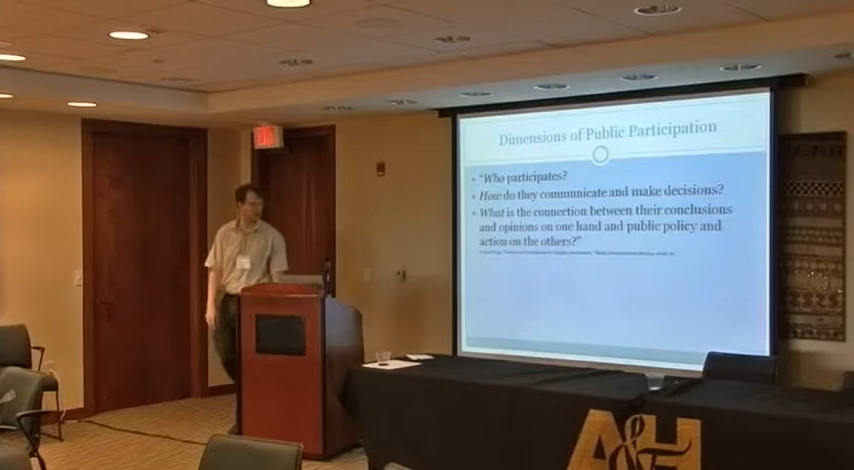 EXIT
Dimensions of Public Participation
• "Who participates?
• How do they communicate and make decisions?
• What is the connection between their conclusions
and opinions on one hand and public policy and
action on the others?"
A&H